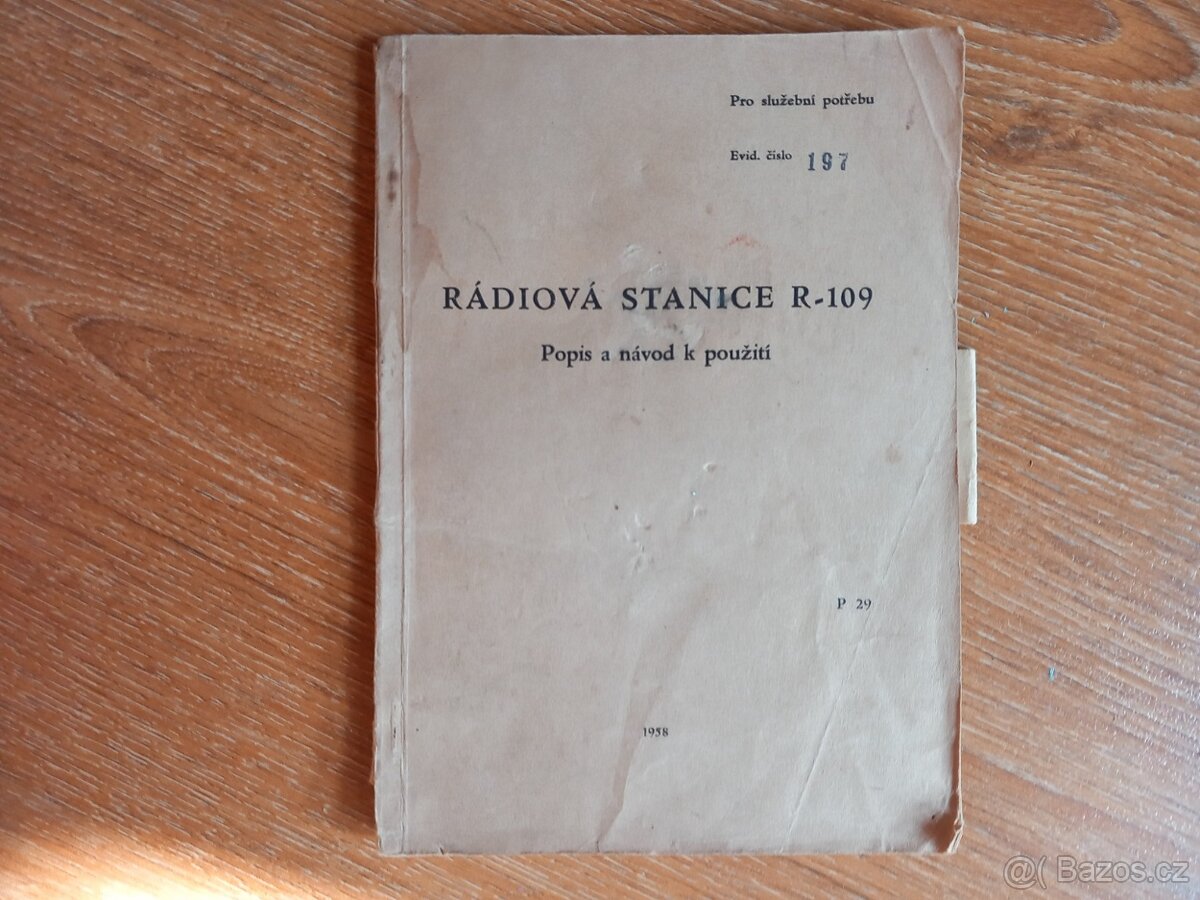 Pro služební potřebu
Evid. číslo 197
RÁDIOVÁ STANICE R-109
Popis a návod k použití
P 29
1958
@( Bazos.cz